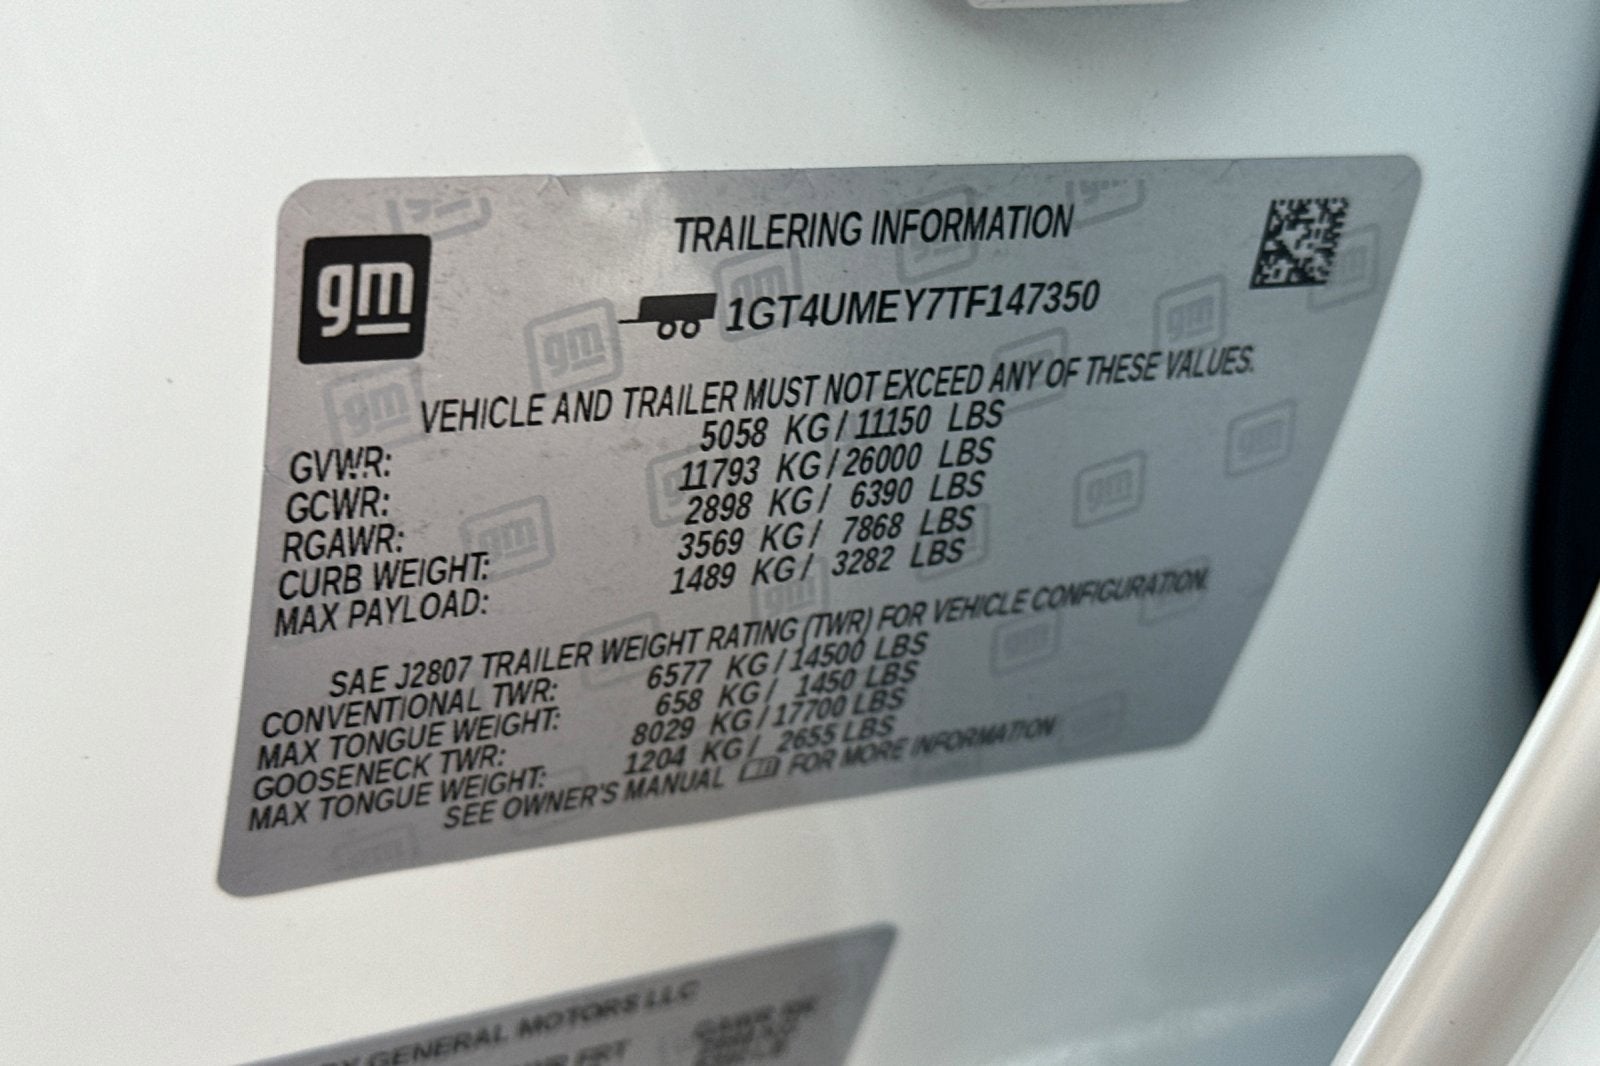 gm
TRAILERING INFORMATION
1GT4UMEY7TF147350
VEHICLE AND TRAILER MUST NOT EXCEED ANY OF THESE VALUES.
GVWR: 5058 KG / 11150 LBS
GCWR: 11793 KG / 26000 LBS
RGAWR: 2898 KG / 6390 LBS
CURB WEIGHT: 3569 KG / 7868 LBS
MAX PAYLOAD: 1489 KG / 3282 LBS
SAE J2807 TRAILER WEIGHT RATING (TWR) FOR VEHICLE CONFIGURATION.
CONVENTIONAL TWR: 6577 KG / 14500 LBS
MAX TONGUE WEIGHT: 658 KG / 1450 LBS
GOOSENECK TWR: 8029 KG / 17700 LBS
MAX TONGUE WEIGHT: 1204 KG / 2655 LBS
SEE OWNER'S MANUAL FOR MORE INFORMATION
GENERAL MOTORS LLC